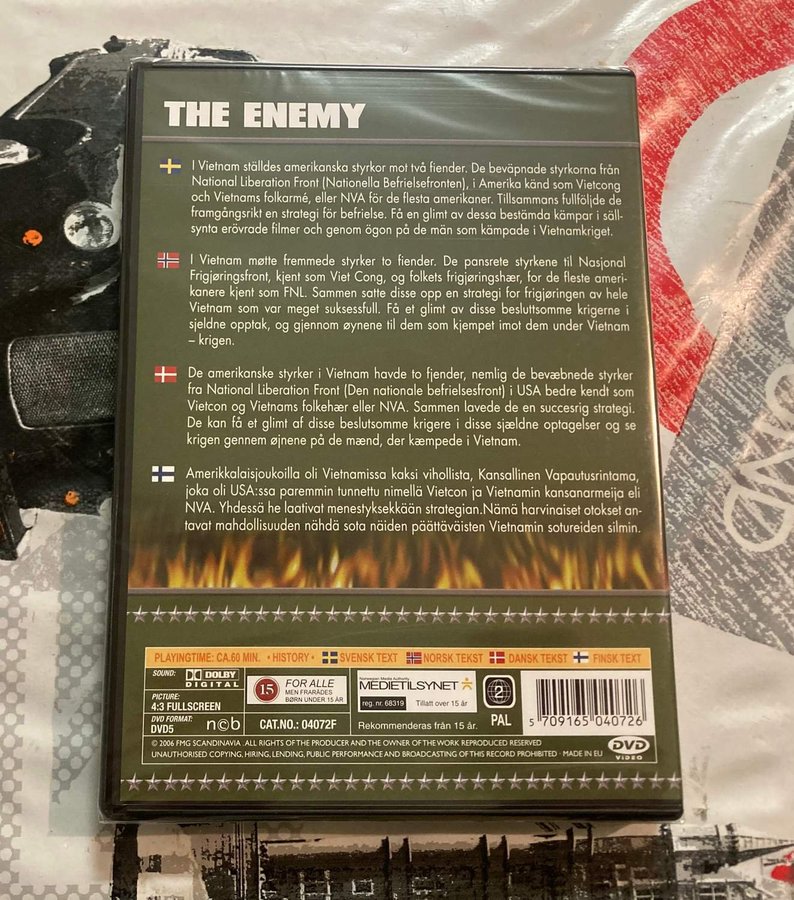 THE ENEMY
I Vietnam ställdes amerikanska styrkor mot två fiender. De beväpnade styrkorna från
National Liberation Front (Nationella Befrielsefronten), i Amerika känd som Vietcong
och Vietnams folkarmé, eller NVA för de flesta amerikaner. Tillsammans fullföljde de
framgångsrikt en strategi för befrielse. Få en glimt av dessa bestämda kämpar i säll-
synta erövrade filmer och genom ögon på de män som kämpade i Vietnamkriget.
I Vietnam møtte fremmede styrker to fiender. De pansrete styrkene til Nasjonal
Frigjøringsfront, kjent som Viet Cong, og folkets frigjøringshær, for de fleste ameri-
kanere kjent som FNL. Sammen satte disse opp en strategi for frigjøringen av hele
Vietnam som var meget suksessfull. Få et glimt av disse besluttsomme krigerne i
sjeldne opptak, og gjennom øynene til dem som kjempet imot dem under Vietnam
– krigen.
De amerikanske styrker i Vietnam havde to fjender, nemlig de bevæbnede styrker
fra National Liberation Front (Den nationale befrielsesfront) i USA bedre kendt som
Vietcon og Vietnams folkehær eller NVA. Sammen lavede de en succesrig strategi.
De kan få et glimt af disse beslutsomme krigere i disse sjældne optagelser og se
krigen gennem øjnene på de mænd, der kæmpede i Vietnam.
Amerikkalaisjoukoilla oli Vietnamissa kaksi vihollista, Kansallinen Vapautusrintama,
joka oli USA:ssa paremmin tunnettu nimellä Vietcon ja Vietnamin kansanarmeija eli
NVA. Yhdessä he laativat menestyksekkään strategian.Nämä harvinaiset otokset an-
tavat mahdollisuuden nähdä sota näiden päättäväisten Vietnamin sotureiden silmin.
PLAYINGTIME: CA.60 MIN. • HISTORY • SVENSK TEXT NORSK TEKST DANSK TEKST FINSK TEXT
SOUND: DOLBY
DIGITAL
PICTURE:
4:3 FULLSCREEN
DVD FORMAT:
DVD5
ncb
15 FOR ALLE
MEN FRARÅDES
BØRN UNDER 15 ÅR
CAT.NO.: 04072F
Norwegian Media Authority
MEDIETILSYNET
reg. nr. 68319 Tillatt over 15 år
Rekommenderas från 15 år.
2
PAL
5 709165 040726
© 2006 FMG SCANDINAVIA . ALL RIGHTS OF THE PRODUCER AND THE OWNER OF THE WORK REPRODUCED RESERVED
UNAUTHORISED COPYING, HIRING, LENDING, PUBLIC PERFORMANCE AND BROADCASTING OF THIS RECORD PROHIBITED · MADE IN EU
DVD
VIDEO